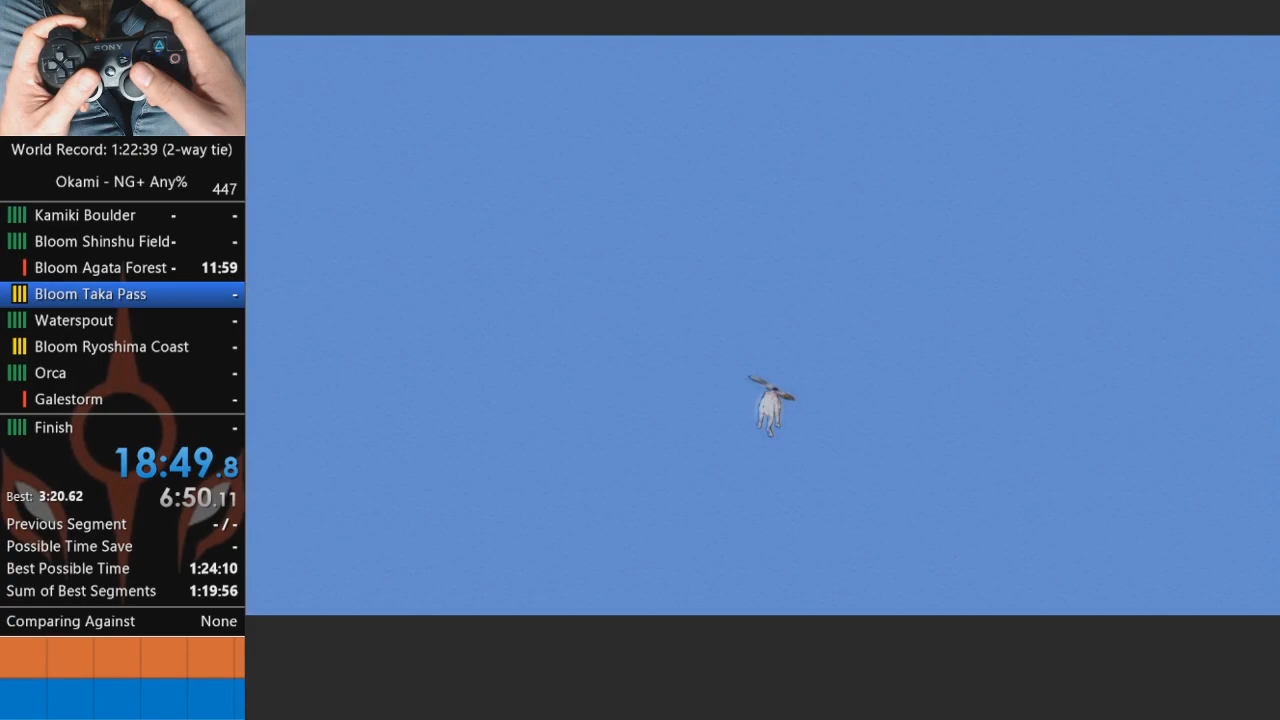 SONY
World Record: 1:22:39 (2-way tie)
Okami - NG+ Any%
447
Kamiki Boulder - -
Bloom Shinshu Field - -
Bloom Agata Forest - 11:59
Bloom Taka Pass -
Waterspout -
Bloom Ryoshima Coast -
Orca -
Galestorm -
Finish -
18:49.8
Best: 3:20.62 6:50.11
Previous Segment - / -
Possible Time Save -
Best Possible Time 1:24:10
Sum of Best Segments 1:19:56
Comparing Against None